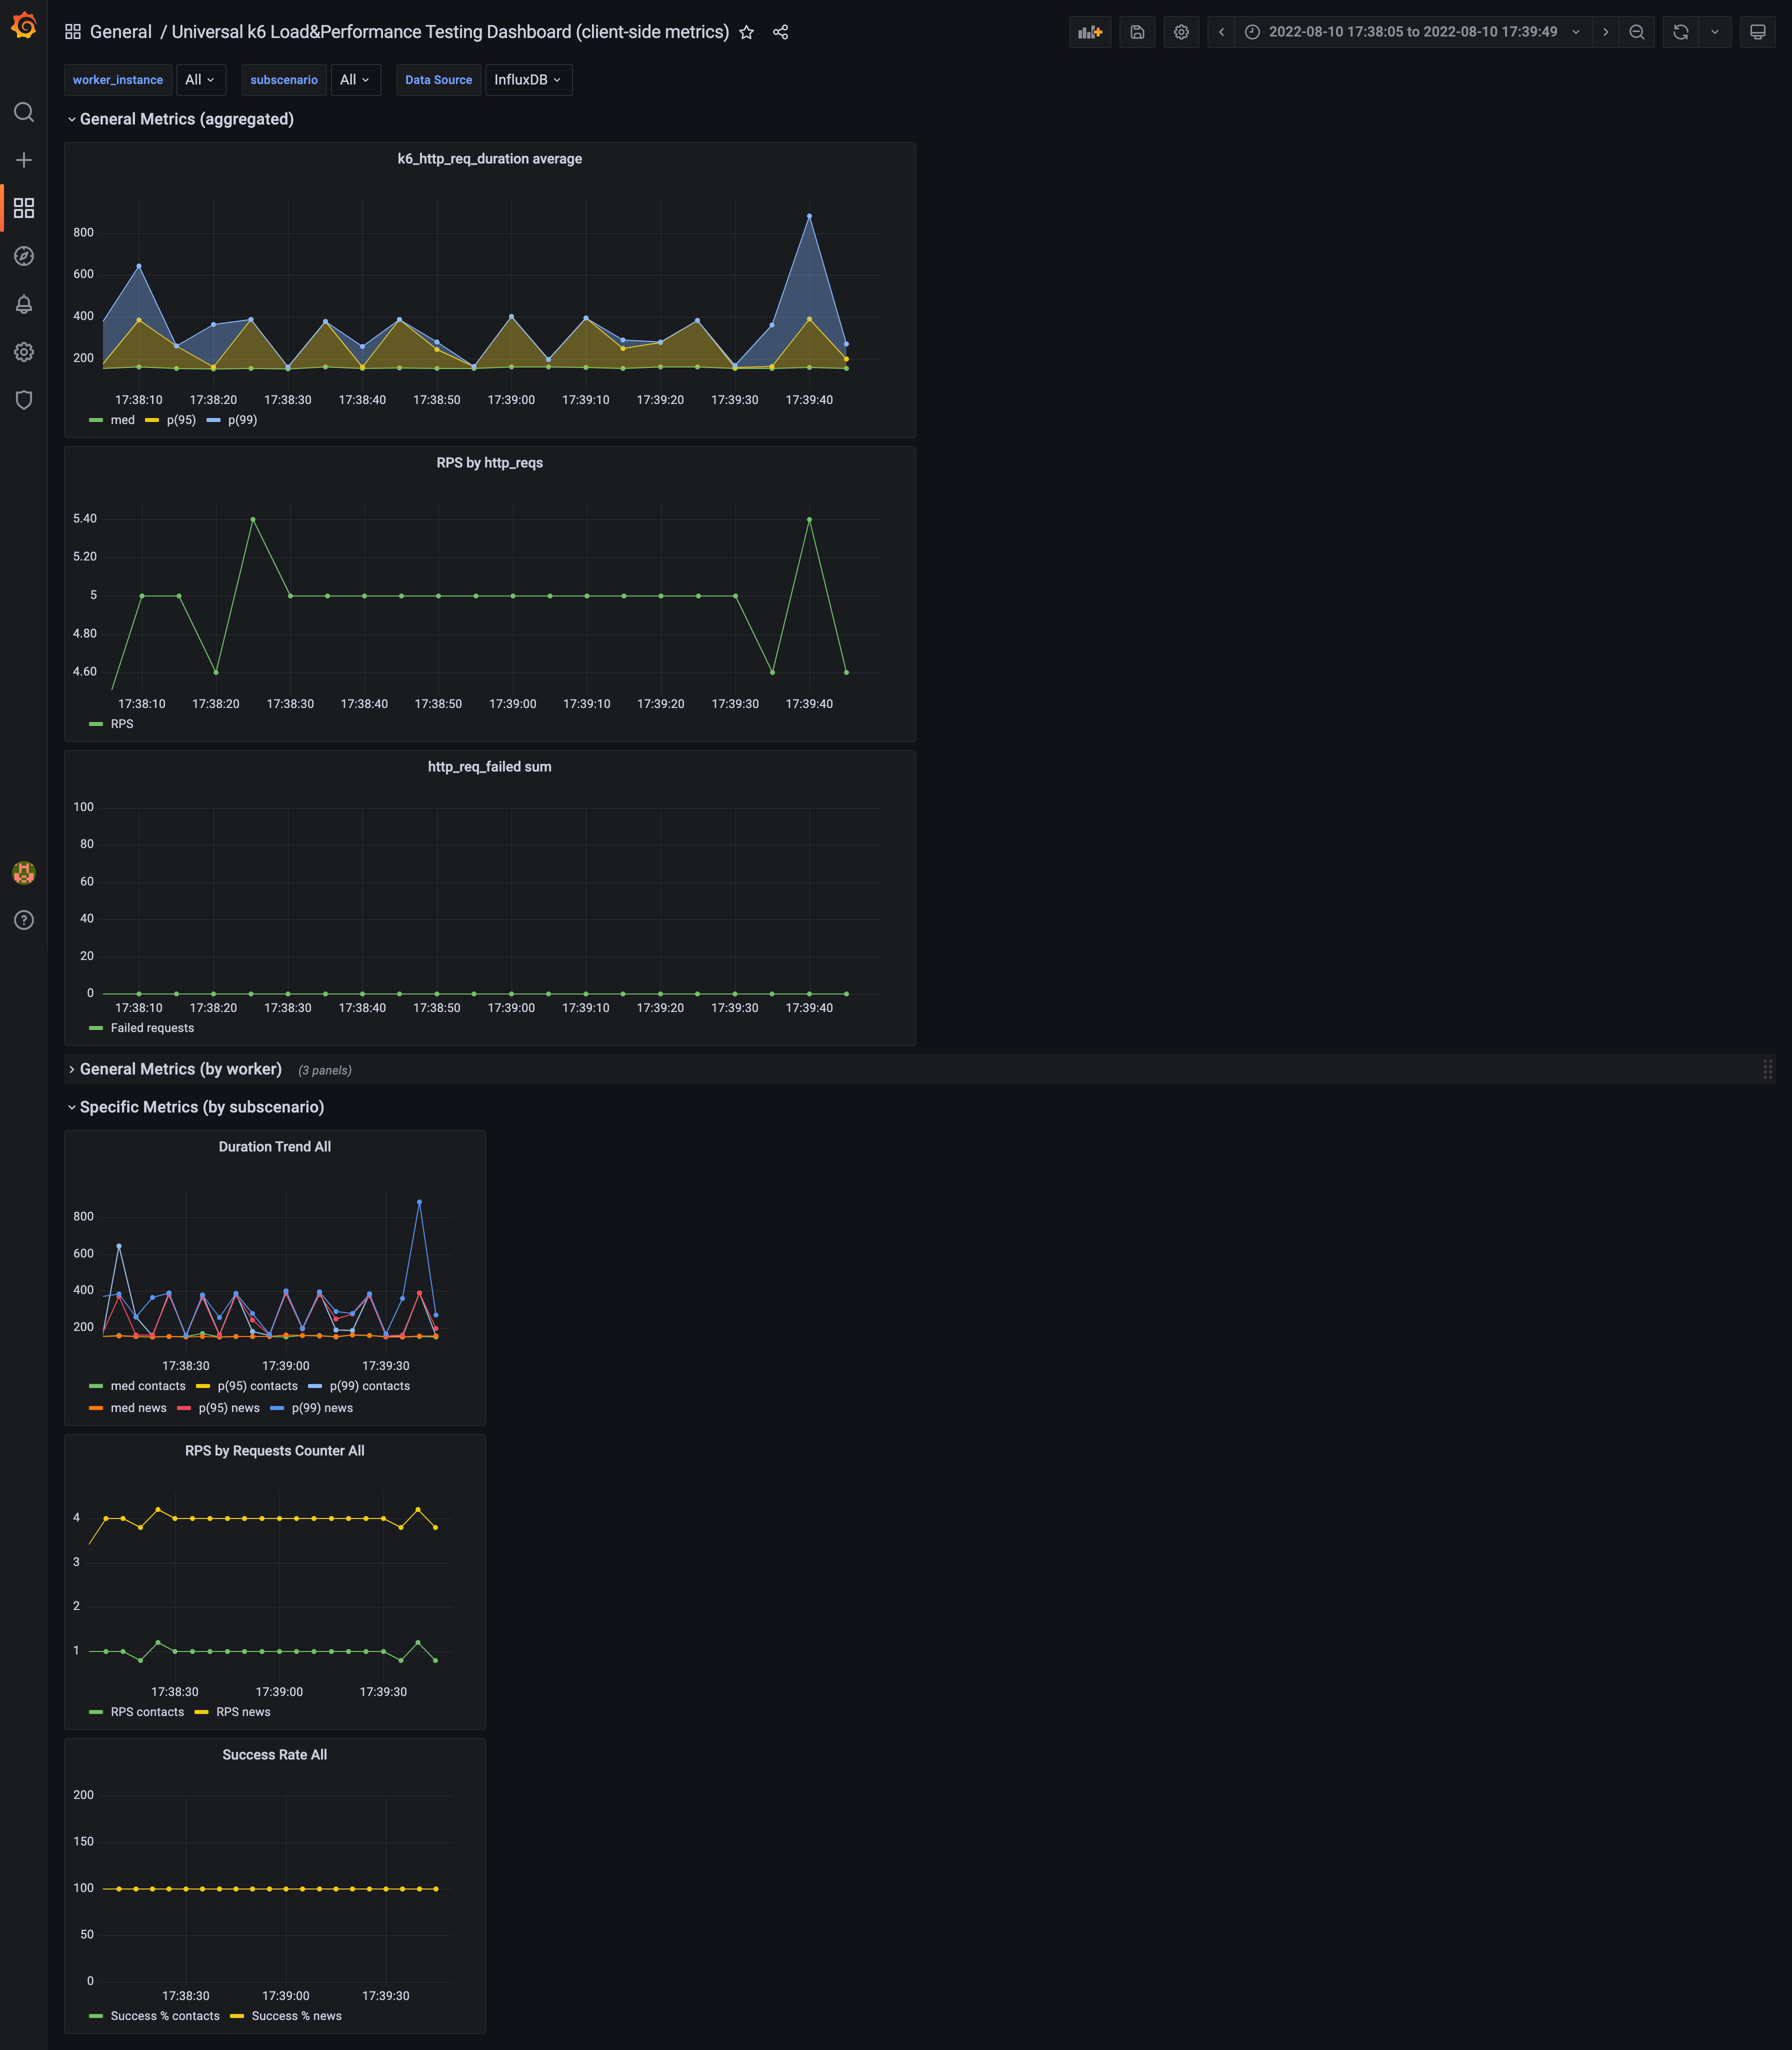 General / Universal k6 Load&Performance Testing Dashboard (client-side metrics)
2022-08-10 17:38:05 to 2022-08-10 17:39:49
worker_instance All subscenario All Data Source InfluxDB
General Metrics (aggregated)
k6_http_req_duration average
800
600
400
200
17:38:10 17:38:20 17:38:30 17:38:40 17:38:50 17:39:00 17:39:10 17:39:20 17:39:30 17:39:40
med p(95) p(99)
RPS by http_reqs
5.40
5.20
5
4.80
4.60
17:38:10 17:38:20 17:38:30 17:38:40 17:38:50 17:39:00 17:39:10 17:39:20 17:39:30 17:39:40
RPS
http_req_failed sum
100
80
60
40
20
0
17:38:10 17:38:20 17:38:30 17:38:40 17:38:50 17:39:00 17:39:10 17:39:20 17:39:30 17:39:40
Failed requests
General Metrics (by worker) (3 panels)
Specific Metrics (by subscenario)
Duration Trend All
800
600
400
200
17:38:30 17:39:00 17:39:30
med contacts p(95) contacts p(99) contacts
med news p(95) news p(99) news
RPS by Requests Counter All
4
3
2
1
17:38:30 17:39:00 17:39:30
RPS contacts RPS news
Success Rate All
200
150
100
50
0
17:38:30 17:39:00 17:39:30
Success % contacts Success % news